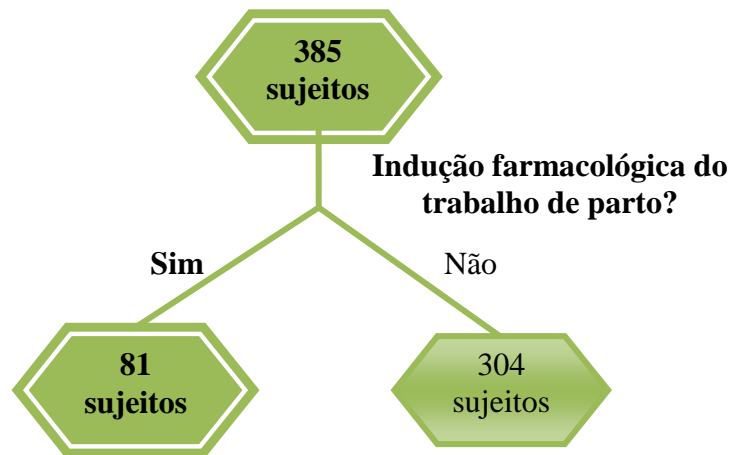 385
sujeitos
Indução farmacológica do
trabalho de parto?
Sim
Não
81
sujeitos
304
sujeitos